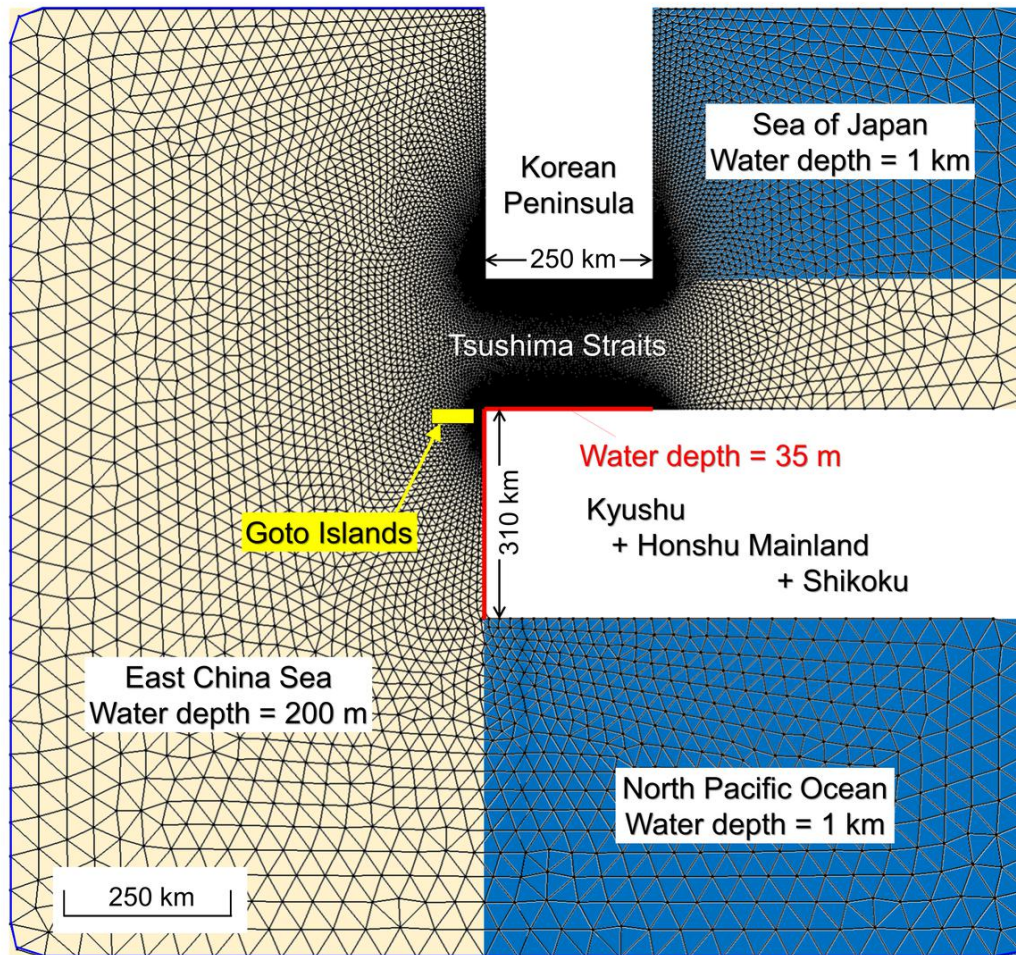 Sea of Japan
Water depth = 1 km
Korean
Peninsula
250 km
Tsushima Straits
Water depth = 35 m
310 km
Goto Islands
Kyushu
+ Honshu Mainland
+ Shikoku
East China Sea
Water depth = 200 m
North Pacific Ocean
Water depth = 1 km
250 km